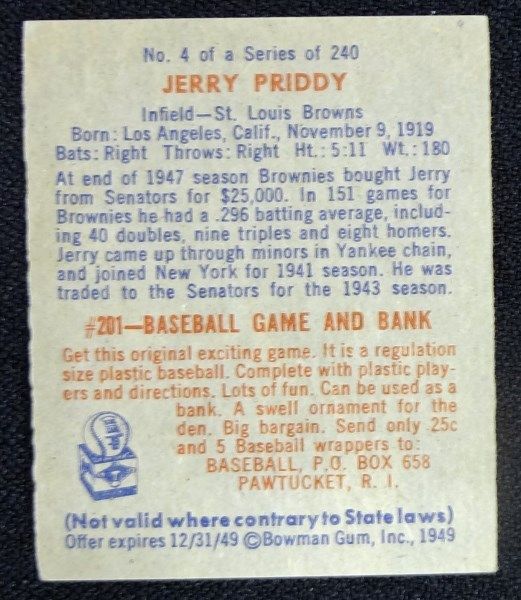 No. 4 of a Series of 240
JERRY PRIDDY
Infield—St. Louis Browns
Born: Los Angeles, Calif., November 9, 1919
Bats: Right Throws: Right Ht.: 5:11 Wt.: 180
At end of 1947 season Brownies bought Jerry
from Senators for $25,000. In 151 games for
Brownies he had a .296 batting average, includ-
ing 40 doubles, nine triples and eight homers.
Jerry came up through minors in Yankee chain,
and joined New York for 1941 season. He was
traded to the Senators for the 1943 season.
#201—BASEBALL GAME AND BANK
Get this original exciting game. It is a regulation
size plastic baseball. Complete with plastic play-
ers and directions. Lots of fun. Can be used as a
bank. A swell ornament for the
den. Big bargain. Send only 25c
and 5 Baseball wrappers to:
BASEBALL, P.O. BOX 658
PAWTUCKET, R. I.
(Not valid where contrary to State laws)
Offer expires 12/31/49 ©Bowman Gum, Inc., 1949